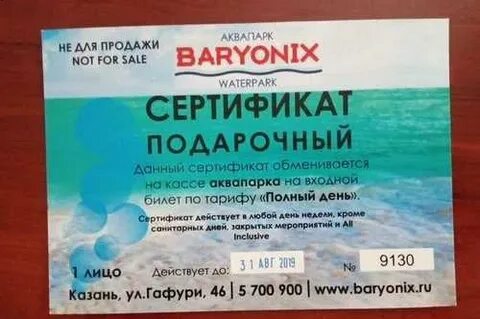 НЕ ДЛЯ ПРОДАЖИ
NOT FOR SALE
АКВАПАРК
BARYONIX
WATERPARK
СЕРТИФИКАТ
ПОДАРОЧНЫЙ
Данный сертификат обменивается
на кассе аквапарка на входной
билет по тарифу «Полный день».
Сертификат действует в любой день недели, кроме
санитарных дней, закрытых мероприятий и All
Inclusive
1 лицо
Действует до: 31 АВГ 2019
№ 9130
Казань, ул.Гафури, 46 | 5 700 900 | www.baryonix.ru